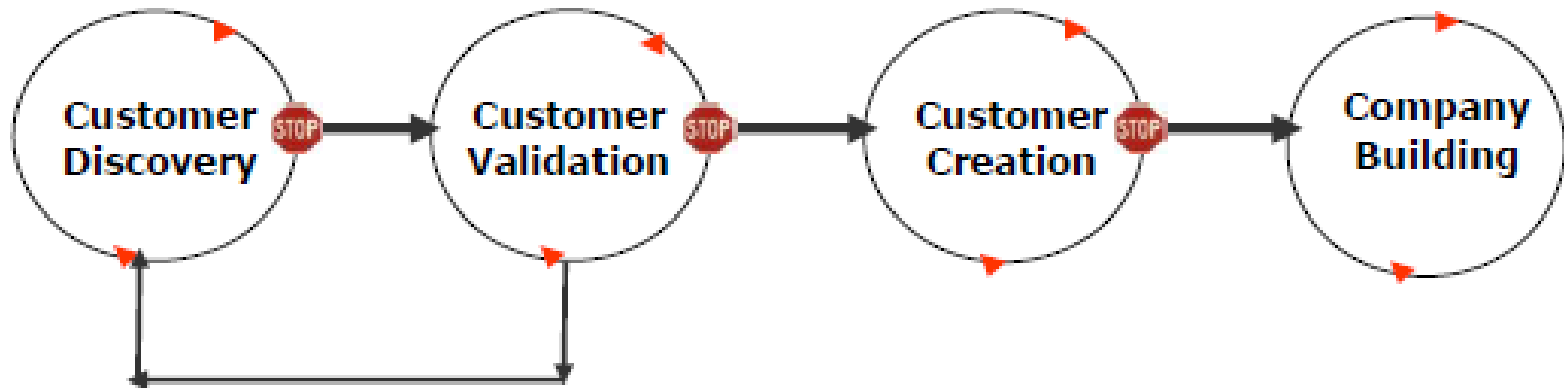 Customer
Discovery
STOP
Customer
Validation
STOP
Customer
Creation
STOP
Company
Building